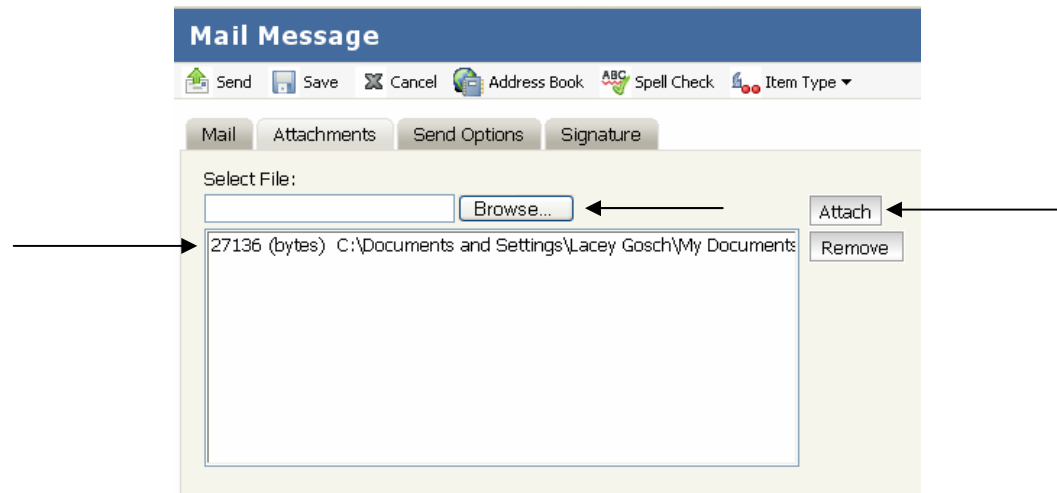 Mail Message
Send Save Cancel Address Book ABC Spell Check Item Type
Mail Attachments Send Options Signature
Select File:
Browse... Attach
27136 (bytes) C:\Documents and Settings\Lacey Gosch\My Documents Remove